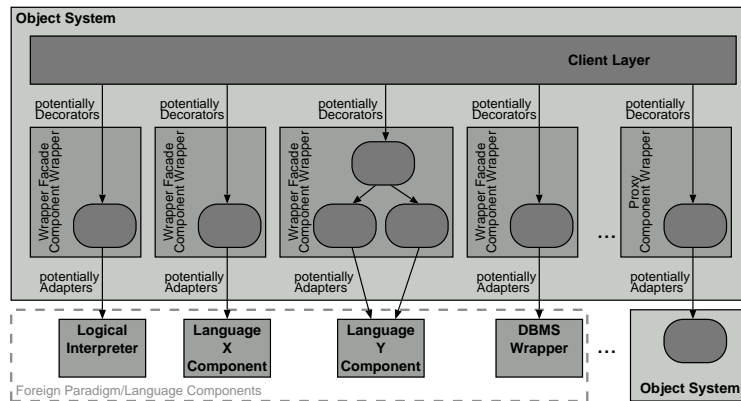 Object System
Client Layer
potentially
Decorators
potentially
Decorators
potentially
Decorators
potentially
Decorators
potentially
Decorators
Wrapper Facade
Component Wrapper
Wrapper Facade
Component Wrapper
Wrapper Facade
Component Wrapper
Wrapper Facade
Component Wrapper
...
Proxy
Component Wrapper
potentially
Adapters
potentially
Adapters
potentially
Adapters
potentially
Adapters
potentially
Adapters
Logical
Interpreter
Language
X
Component
Language
Y
Component
DBMS
Wrapper
...
Object System
Foreign Paradigm/Language Components